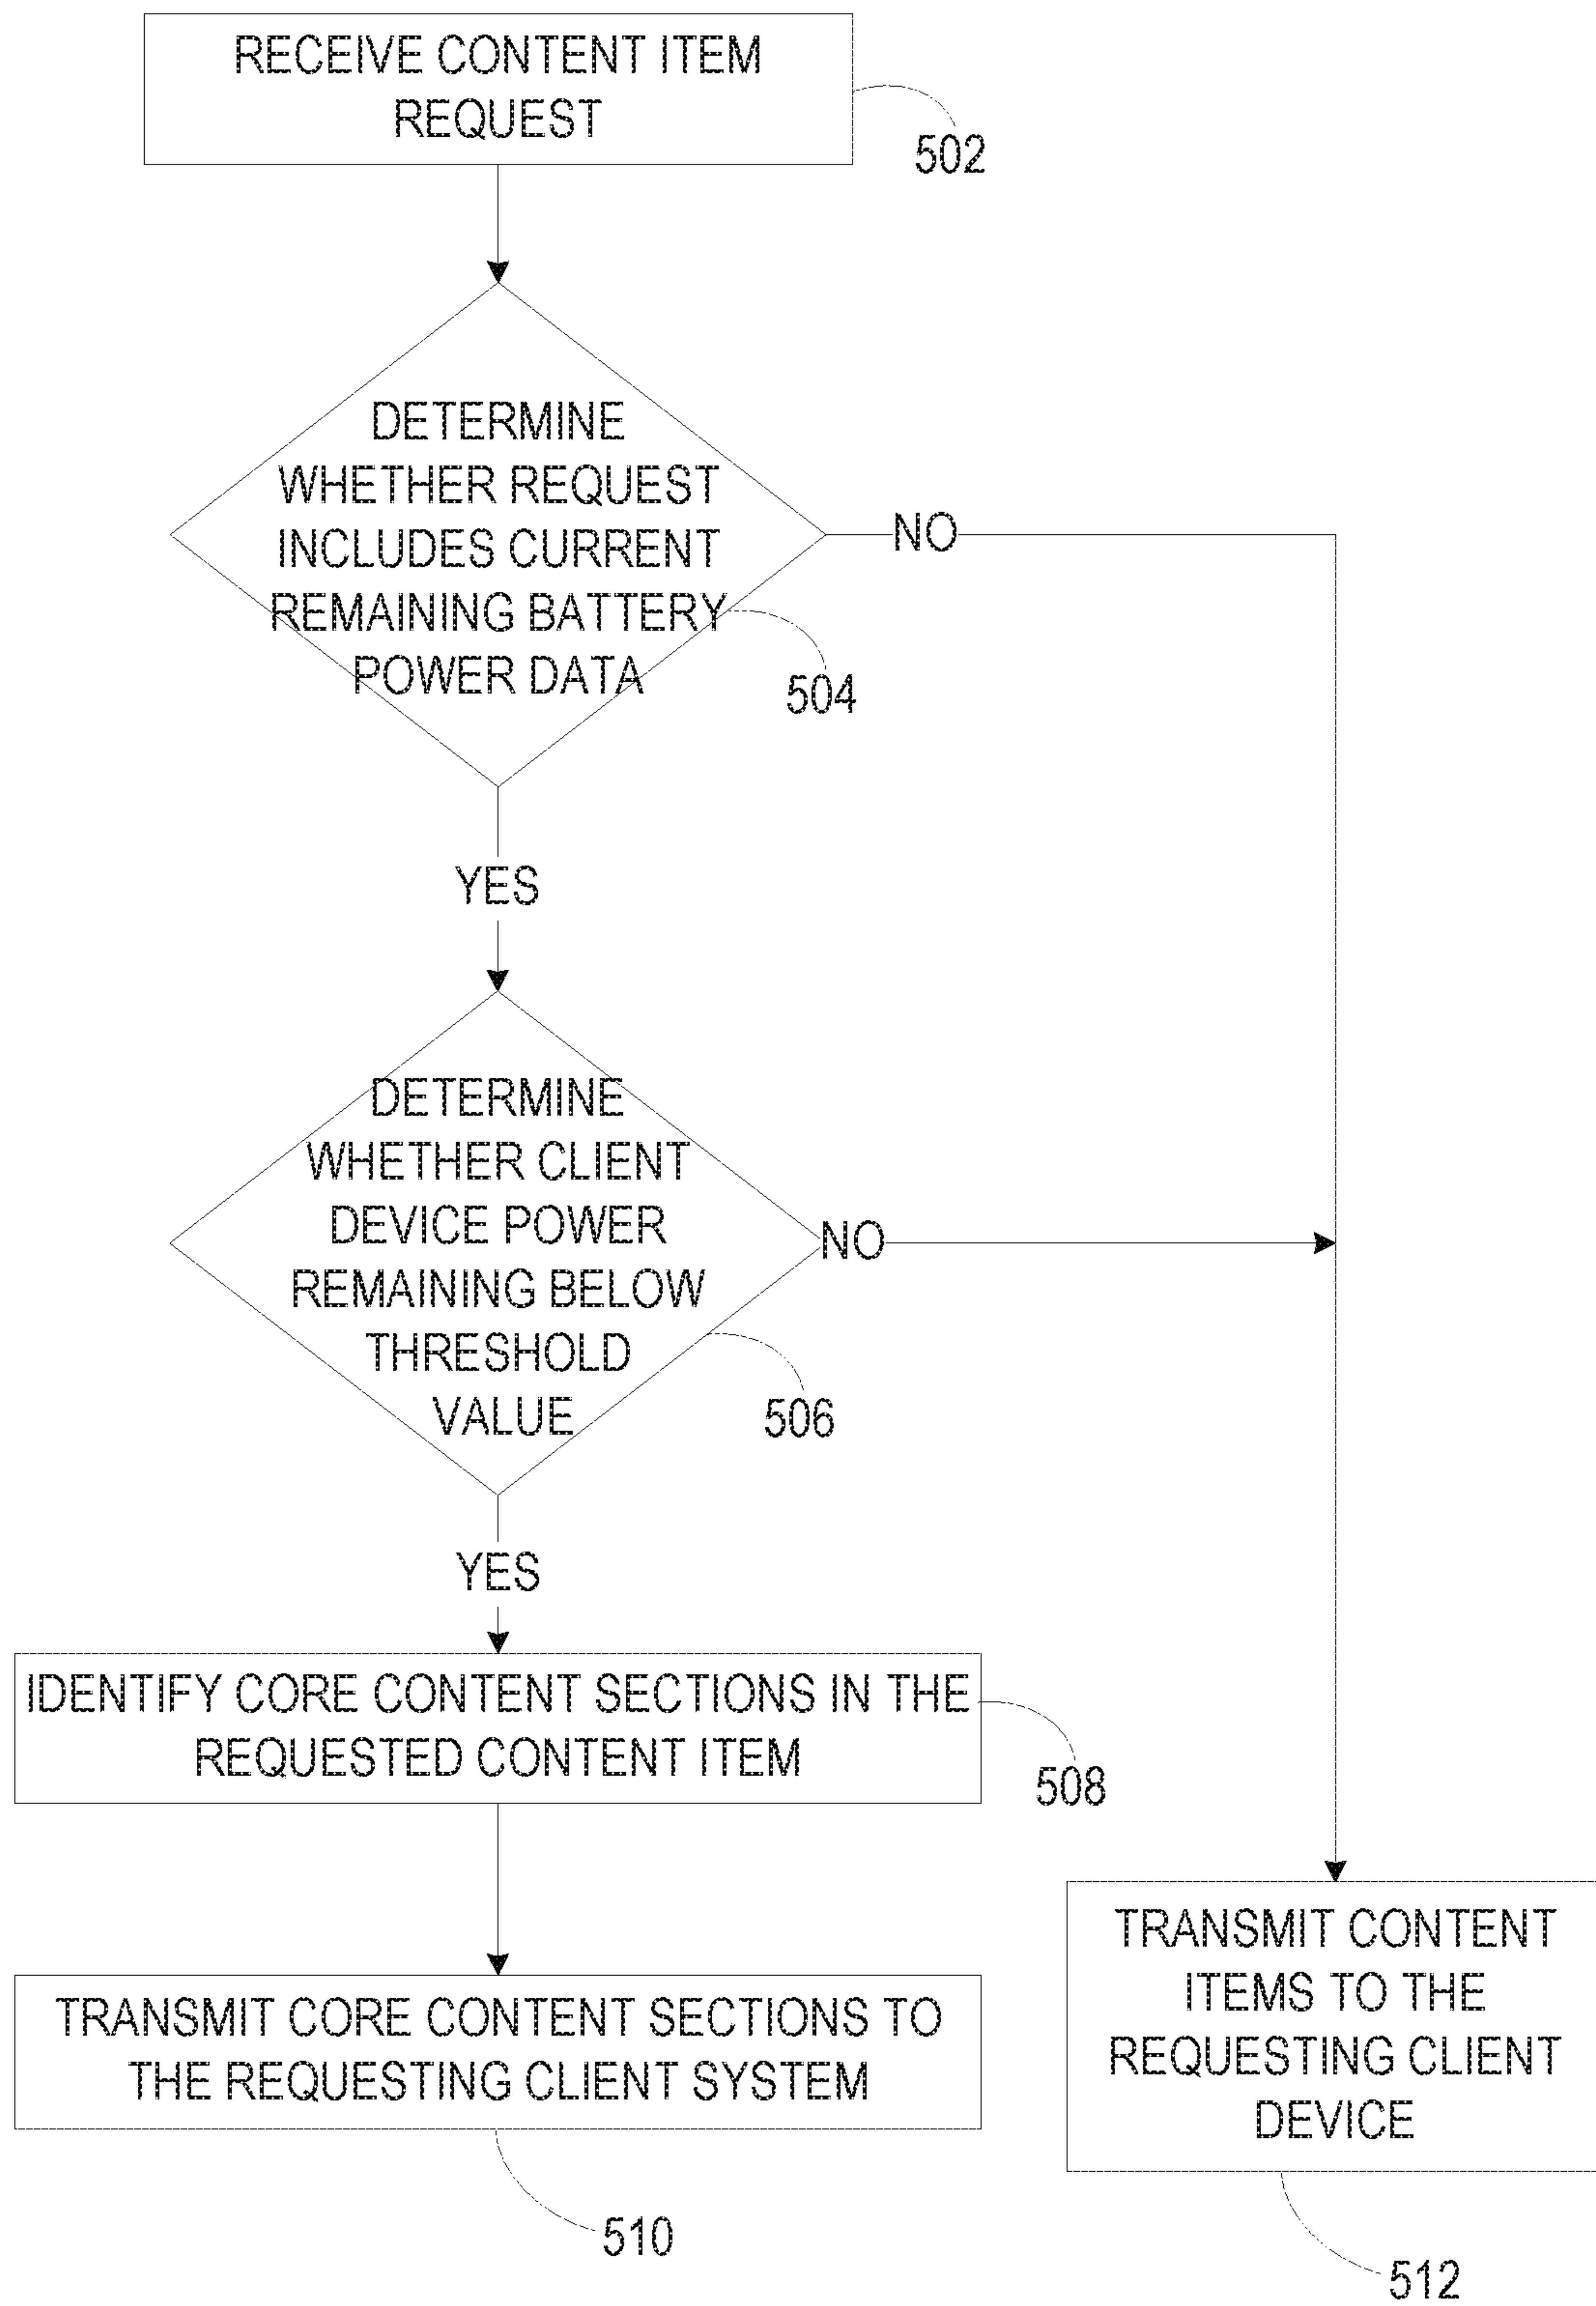 RECEIVE CONTENT ITEM
REQUEST
502
DETERMINE
WHETHER REQUEST
INCLUDES CURRENT
REMAINING BATTERY
POWER DATA
NO
504
YES
DETERMINE
WHETHER CLIENT
DEVICE POWER
REMAINING BELOW
THRESHOLD
VALUE
NO
506
YES
IDENTIFY CORE CONTENT SECTIONS IN THE
REQUESTED CONTENT ITEM
508
TRANSMIT CORE CONTENT SECTIONS TO
THE REQUESTING CLIENT SYSTEM
510
TRANSMIT CONTENT
ITEMS TO THE
REQUESTING CLIENT
DEVICE
512